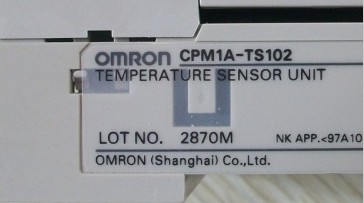 OMRON CPM1A-TS102
TEMPERATURE SENSOR UNIT
LOT NO. 2870M NK APP.<97A10
OMRON (Shanghai) Co.,Ltd.